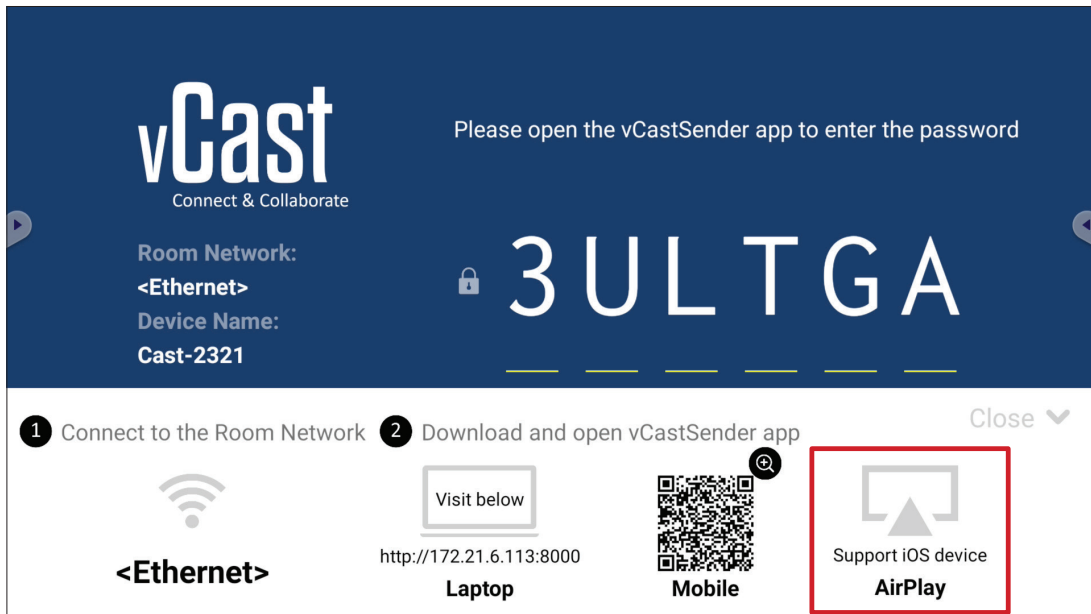 vCast
Connect & Collaborate
Please open the vCastSender app to enter the password
Room Network:
<Ethernet>
Device Name:
Cast-2321
3ULTGA
1 Connect to the Room Network
2 Download and open vCastSender app
Close
<Ethernet>
Visit below
http://172.21.6.113:8000
Laptop
Mobile
Support iOS device
AirPlay